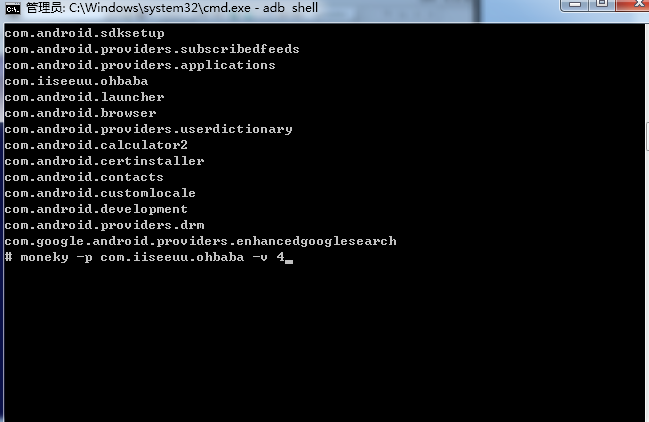 管理员: C:\Windows\system32\cmd.exe - adb  shell
com.android.sdksetup
com.android.providers.subscribedfeeds
com.android.providers.applications
com.iiseeuu.ohbaba
com.android.launcher
com.android.browser
com.android.providers.userdictionary
com.android.calculator2
com.android.certinstaller
com.android.contacts
com.android.customlocale
com.android.development
com.android.providers.drm
com.google.android.providers.enhancedgooglesearch
# moneky -p com.iiseeuu.ohbaba -v 4_